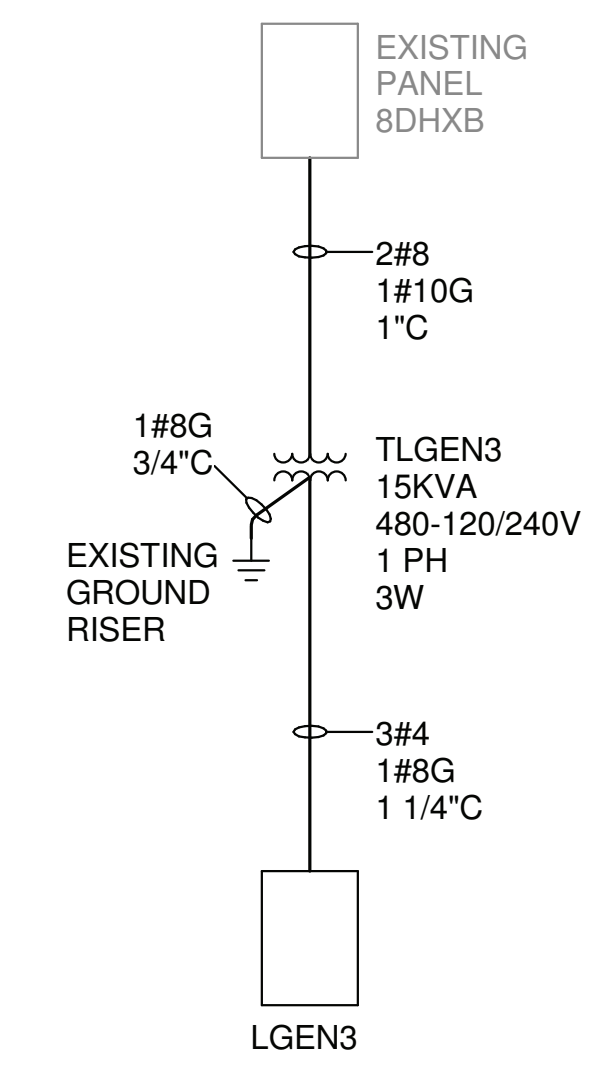 EXISTING
PANEL
8DHXB
2#8
1#10G
1"C
1#8G
3/4"C
TLGEN3
15KVA
480-120/240V
1 PH
3W
EXISTING
GROUND
RISER
3#4
1#8G
1 1/4"C
LGEN3